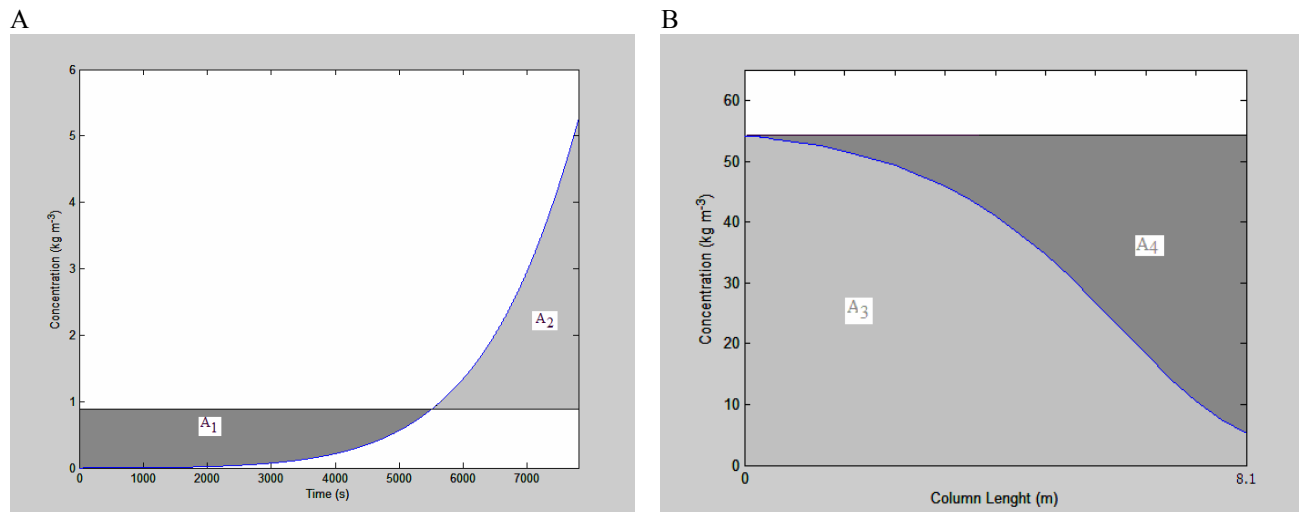 A
6
5
4
3
2
1
0
Concentration (kg m-3)
A2
A1
0 1000 2000 3000 4000 5000 6000 7000
Time (s)
B
60
50
40
30
20
10
0
Concentration (kg m-3)
A4
A3
0 8.1
Column Lenght (m)